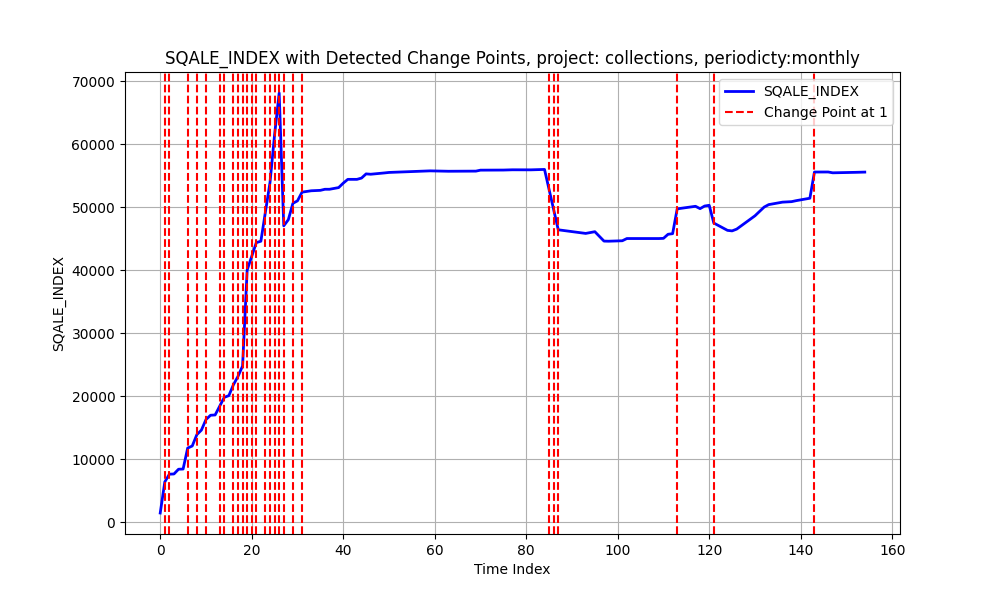 SQALE_INDEX with Detected Change Points, project: collections, periodicty:monthly
SQALE_INDEX
Change Point at 1
70000
60000
50000
40000
30000
20000
10000
0
SQALE_INDEX
0 20 40 60 80 100 120 140 160
Time Index